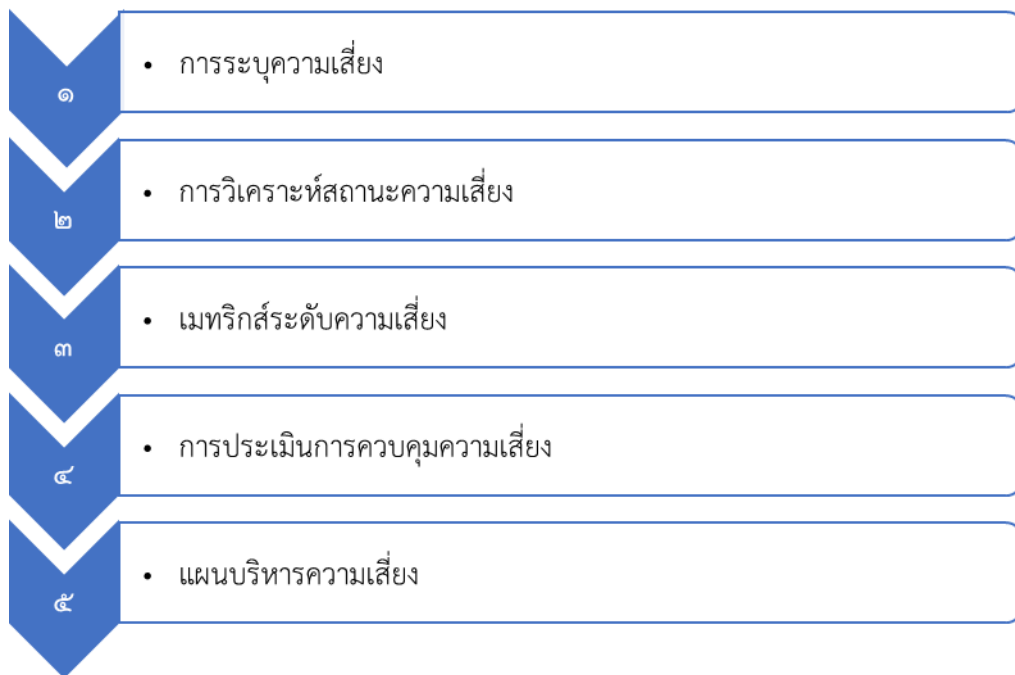 ๑
• การระบุความเสี่ยง
๒
• การวิเคราะห์สถานะความเสี่ยง
๓
• เมทริกส์ระดับความเสี่ยง
๔
• การประเมินการควบคุมความเสี่ยง
๕
• แผนบริหารความเสี่ยง